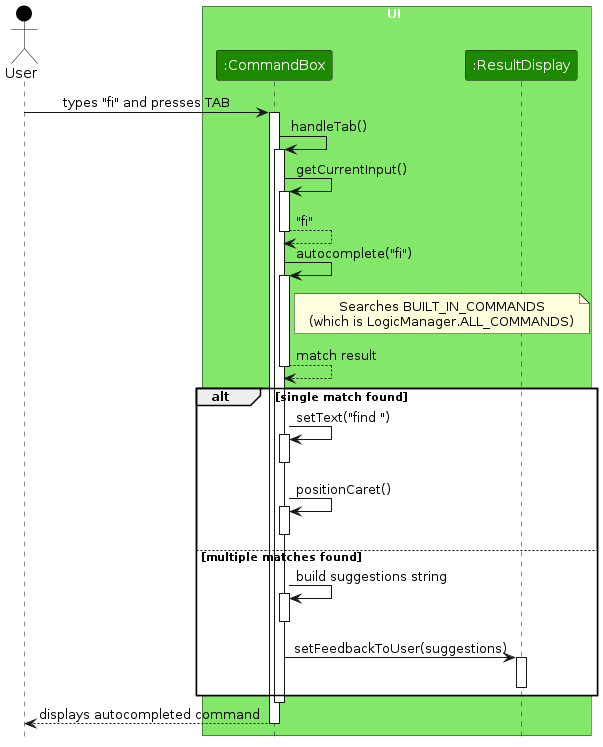 UI
User
:CommandBox
:ResultDisplay
types "fi" and presses TAB
handleTab()
getCurrentInput()
"fi"
autocomplete("fi")
Searches BUILT_IN_COMMANDS
(which is LogicManager.ALL_COMMANDS)
match result
alt
[single match found]
setText("find ")
positionCaret()
[multiple matches found]
build suggestions string
setFeedbackToUser(suggestions)
displays autocompleted command